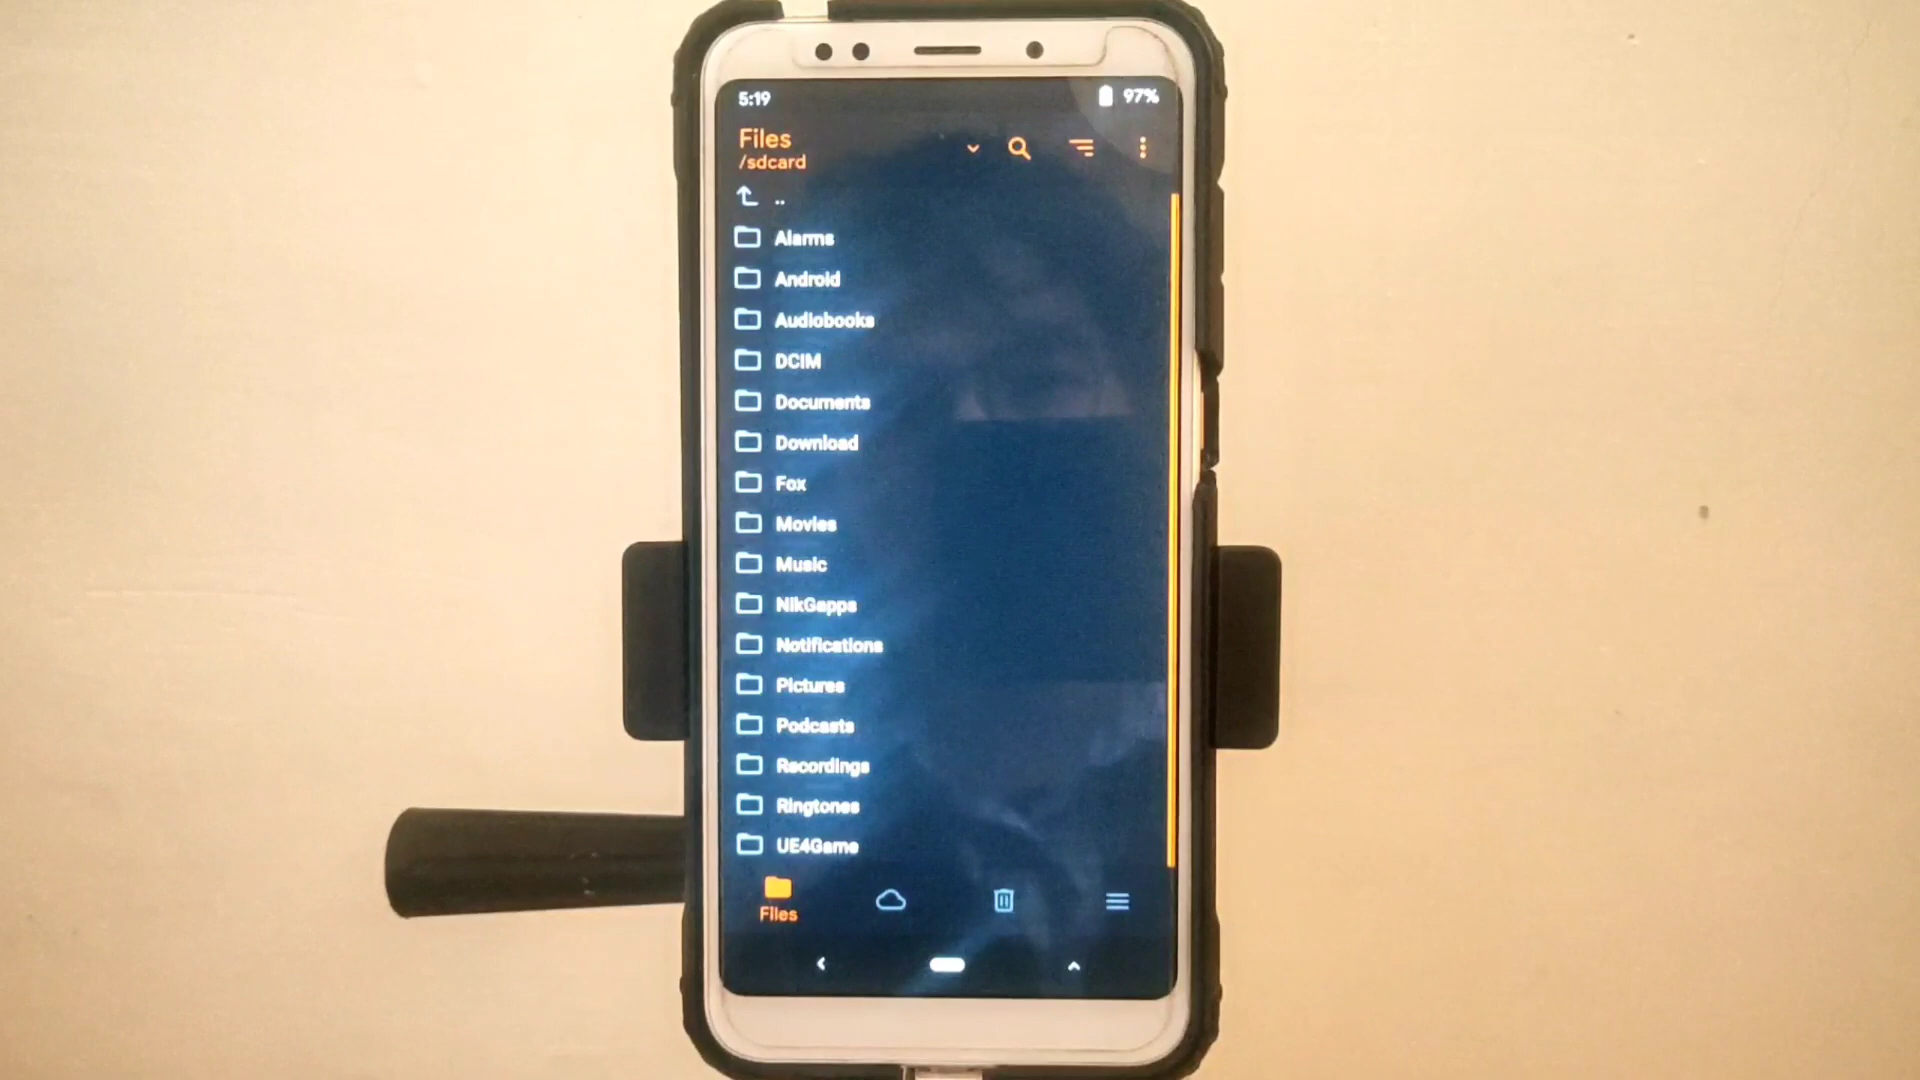 5:19
97%
Files
/sdcard
..
Alarms
Android
Audiobooks
DCIM
Documents
Download
Fox
Movies
Music
NikGapps
Notifications
Pictures
Podcasts
Recordings
Ringtones
UE4Game
Files